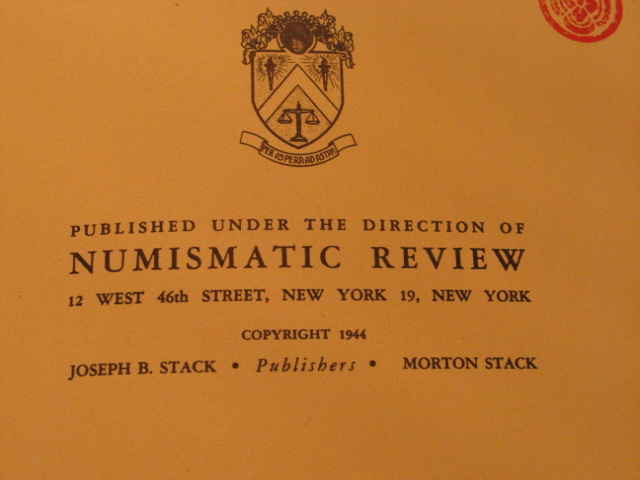 PER ASPERA AD ASTRA
PUBLISHED UNDER THE DIRECTION OF
NUMISMATIC REVIEW
12 WEST 46th STREET, NEW YORK 19, NEW YORK
COPYRIGHT 1944
JOSEPH B. STACK • Publishers • MORTON STACK